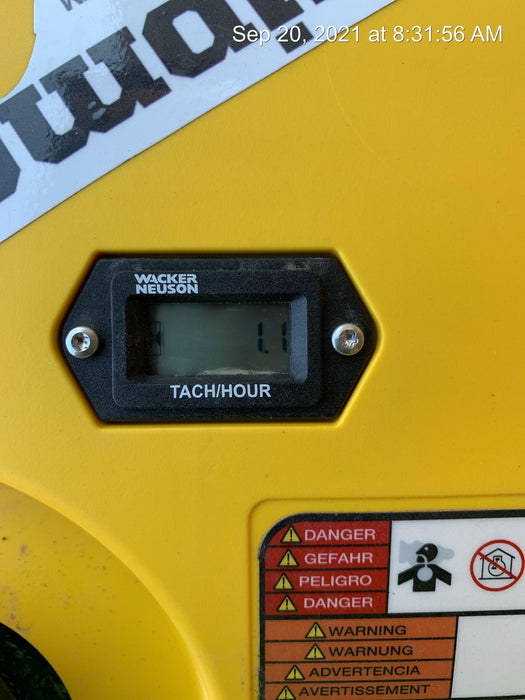 Sep 20, 2021 at 8:31:56 AM
WACKER
NEUSON
1.1
TACH/HOUR
DANGER
GEFAHR
PELIGRO
DANGER
WARNING
WARNUNG
ADVERTENCIA
AVERTISSEMENT